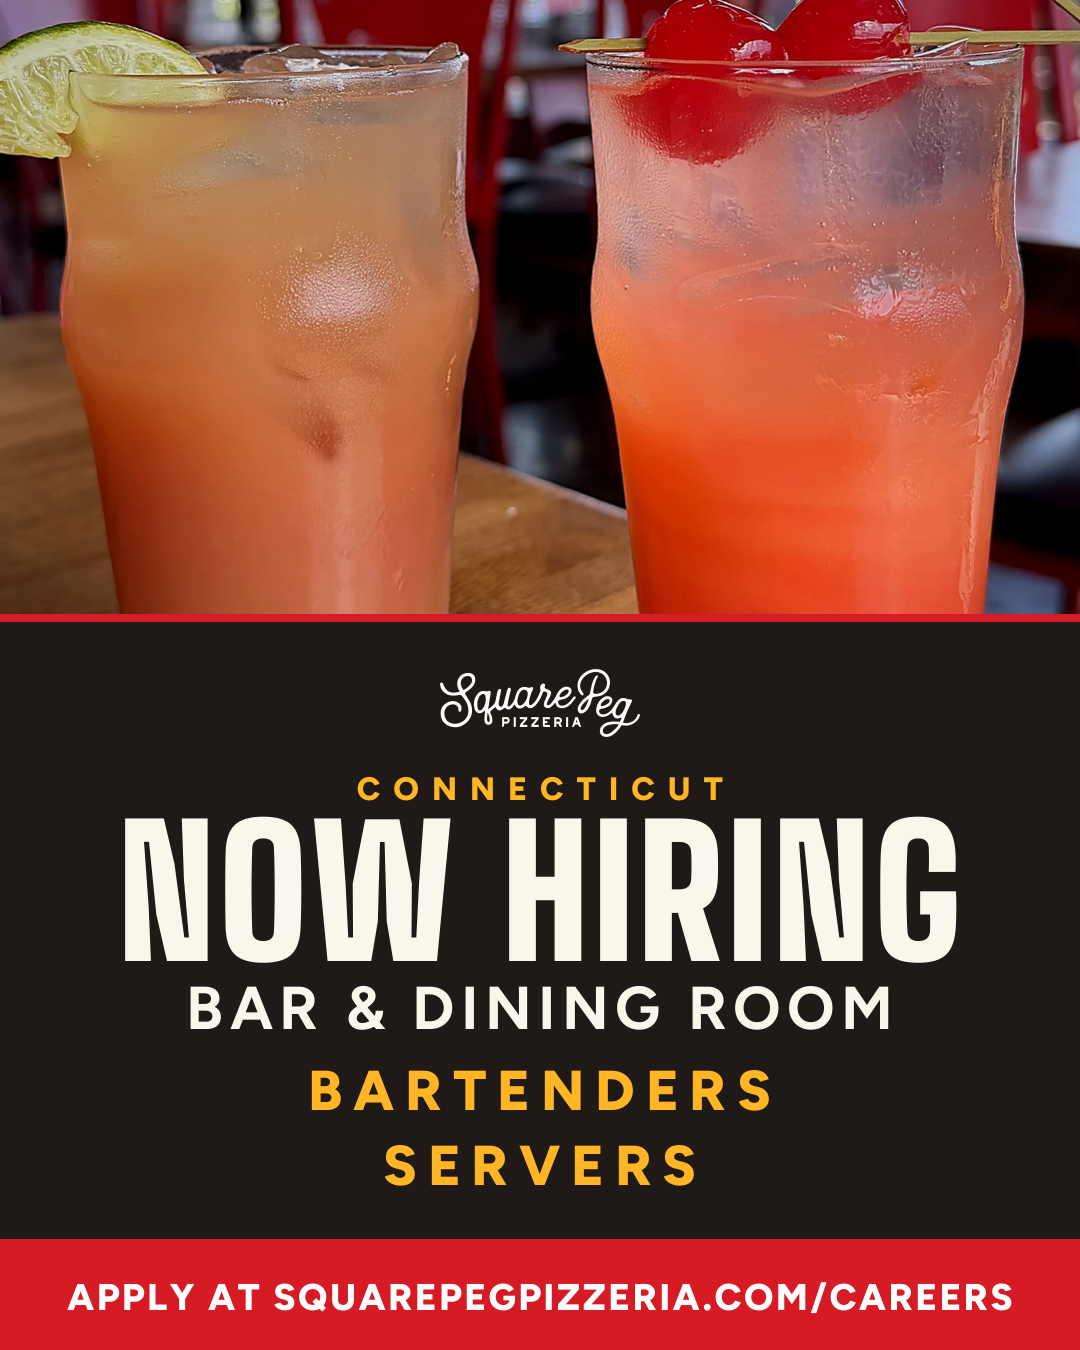 Square Peg
PIZZERIA
CONNECTICUT
NOW HIRING
BAR & DINING ROOM
BARTENDERS
SERVERS
APPLY AT SQUAREPEGPIZZERIA.COM/CAREERS